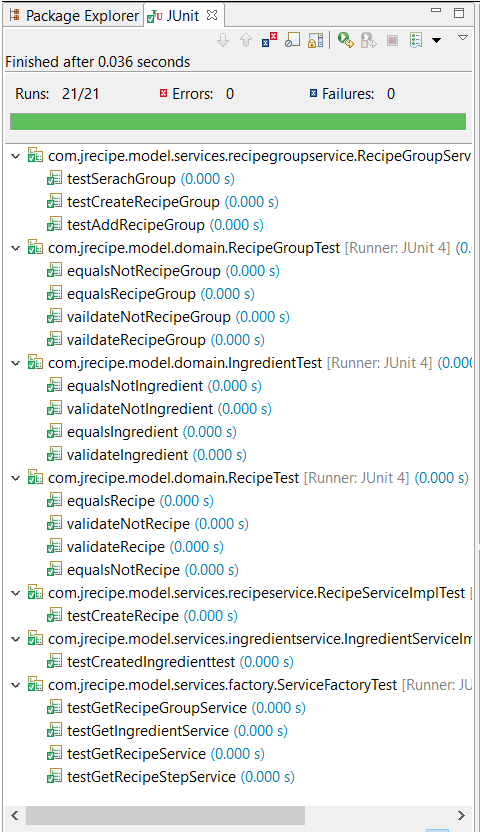 Package Explorer JUnit
Finished after 0.036 seconds
Runs: 21/21 Errors: 0 Failures: 0
com.jrecipe.model.services.recipegroupservice.RecipeGroupServ
testSerachGroup (0.000 s)
testCreateRecipeGroup (0.000 s)
testAddRecipeGroup (0.000 s)
com.jrecipe.model.domain.RecipeGroupTest [Runner: JUnit 4] (0.
equalsNotRecipeGroup (0.000 s)
equalsRecipeGroup (0.000 s)
vaildateNotRecipeGroup (0.000 s)
vaildateRecipeGroup (0.000 s)
com.jrecipe.model.domain.IngredientTest [Runner: JUnit 4] (0.000
equalsNotIngredient (0.000 s)
validateNotIngredient (0.000 s)
equalsIngredient (0.000 s)
validateIngredient (0.000 s)
com.jrecipe.model.domain.RecipeTest [Runner: JUnit 4] (0.000 s)
equalsRecipe (0.000 s)
validateNotRecipe (0.000 s)
validateRecipe (0.000 s)
equalsNotRecipe (0.000 s)
com.jrecipe.model.services.recipeservice.RecipeServiceImplTest [
testCreateRecipe (0.000 s)
com.jrecipe.model.services.ingredientservice.IngredientServiceIm
testCreatedIngredienttest (0.000 s)
com.jrecipe.model.services.factory.ServiceFactoryTest [Runner: JU
testGetRecipeGroupService (0.000 s)
testGetIngredientService (0.000 s)
testGetRecipeService (0.000 s)
testGetRecipeStepService (0.000 s)